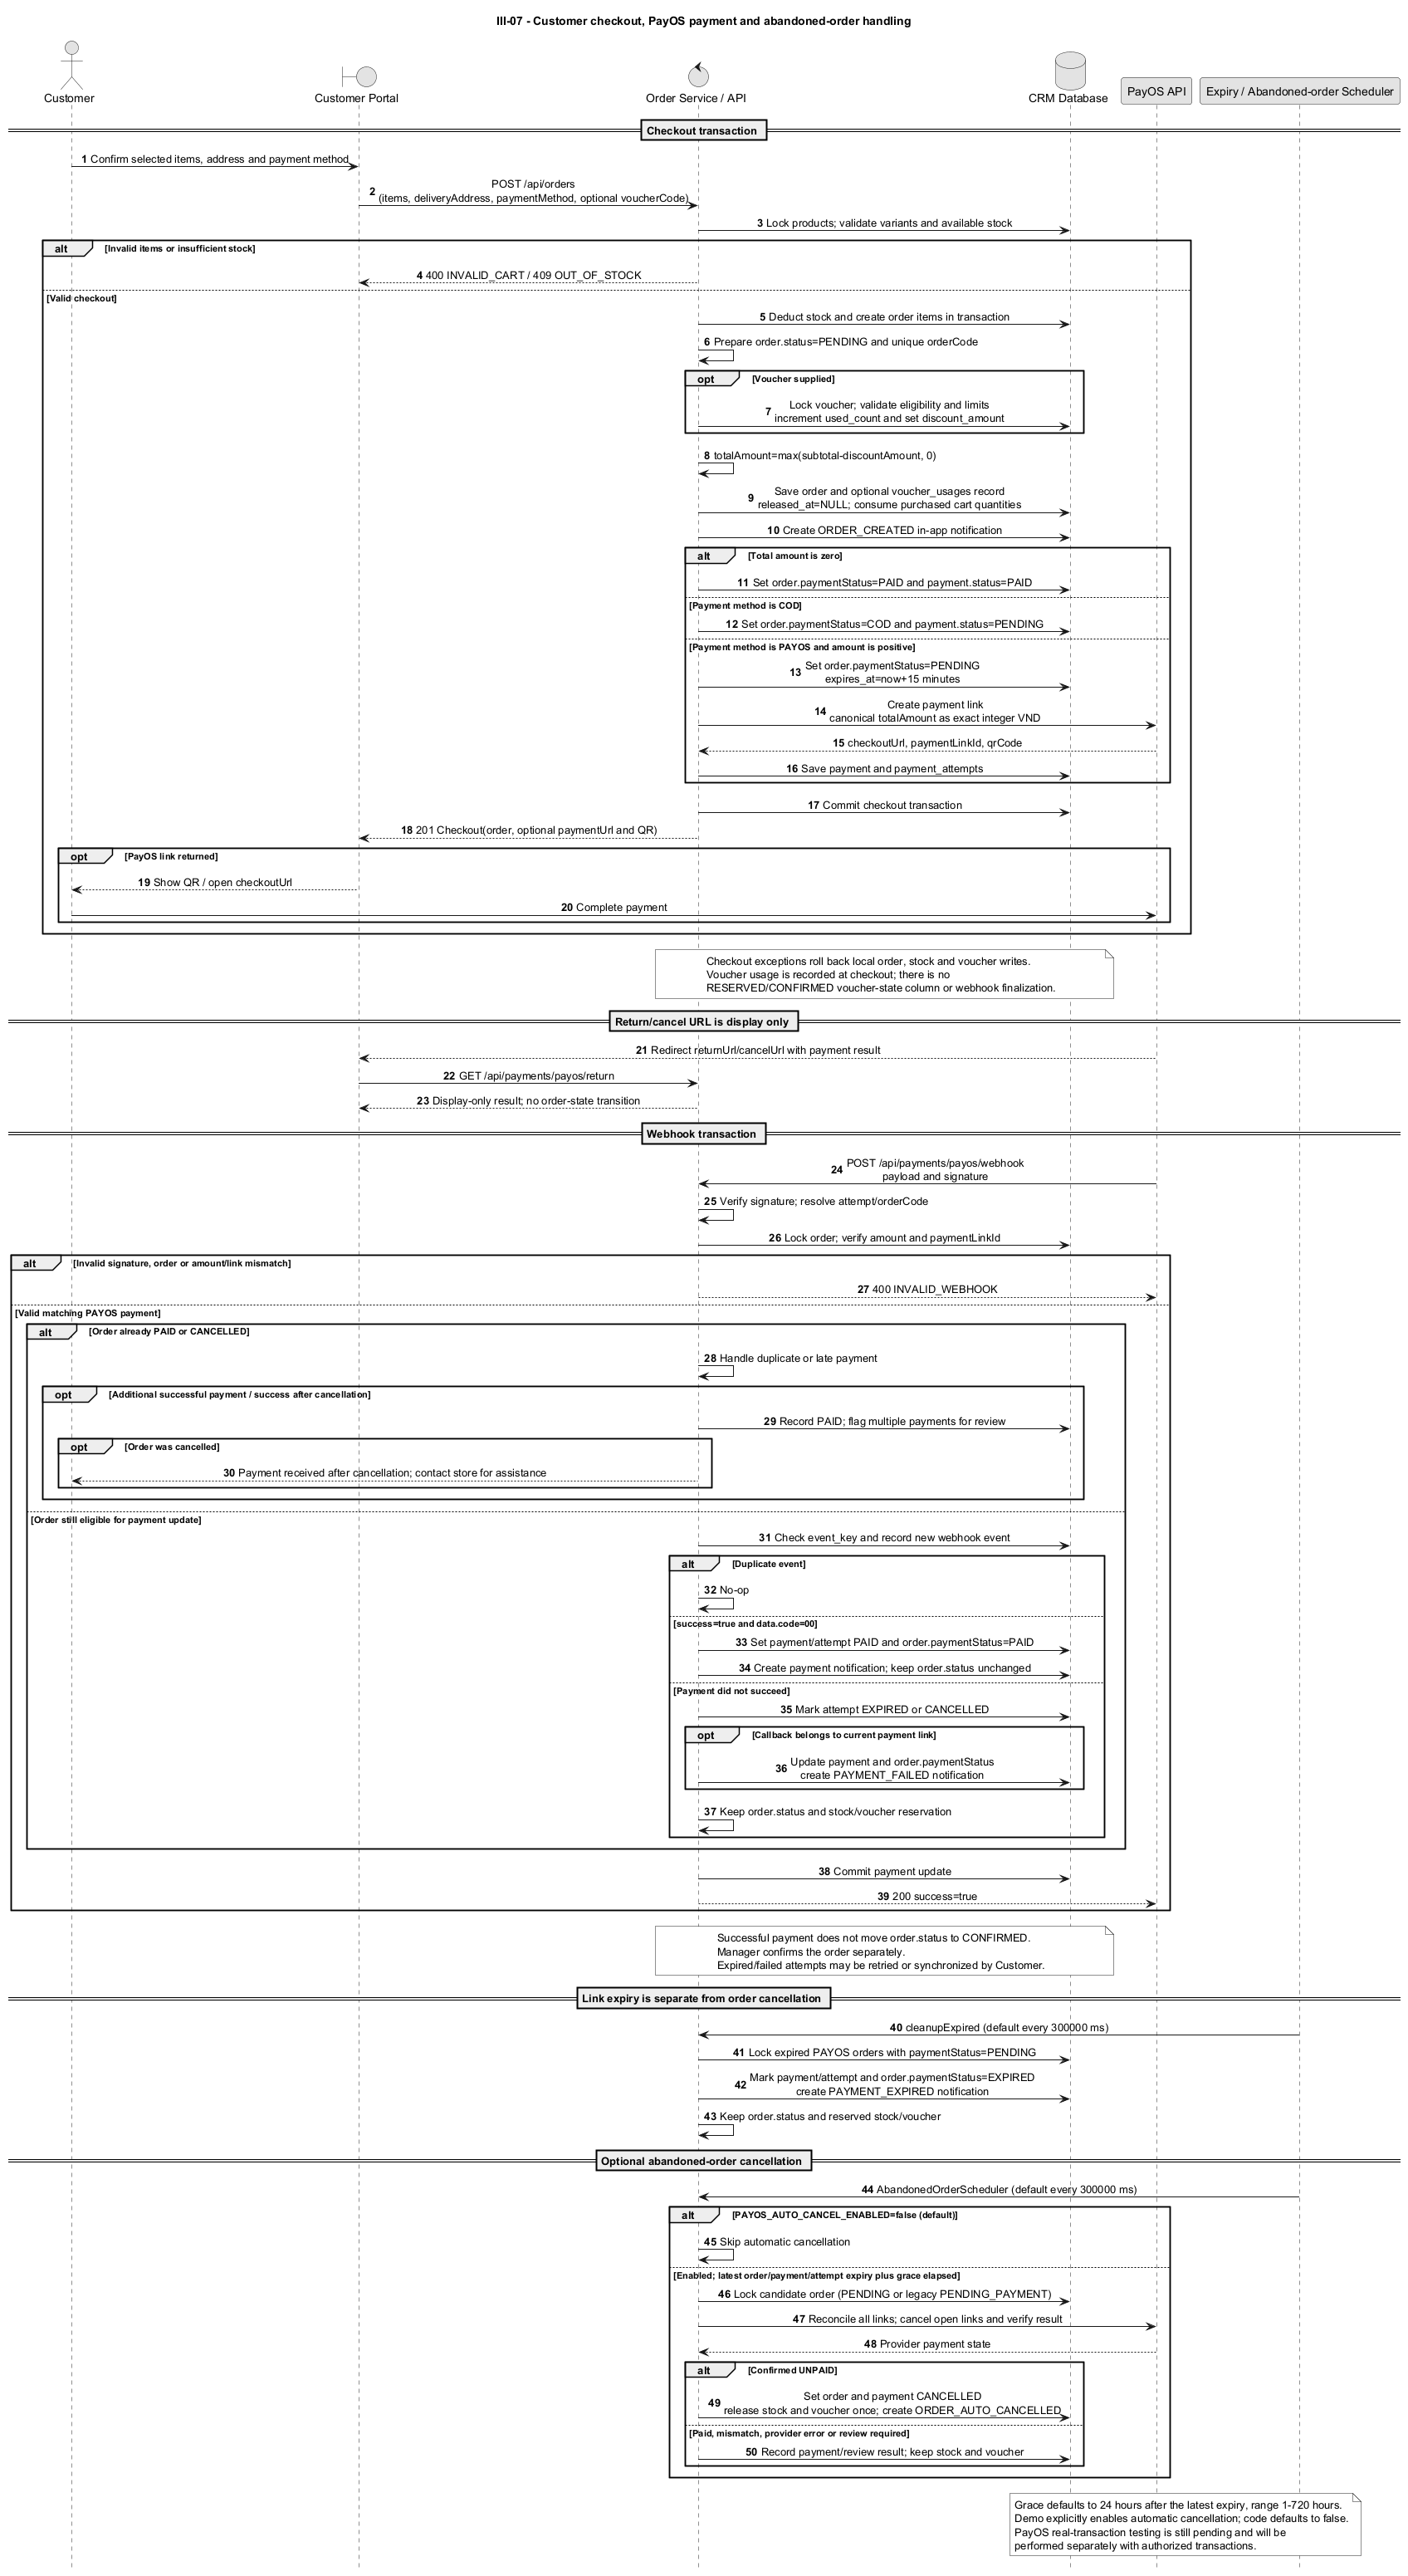 III-07 - Customer checkout, PayOS payment and abandoned-order handling
Customer
Customer Portal
Order Service / API
CRM Database
PayOS API
Expiry / Abandoned-order Scheduler
Checkout transaction
1 Confirm selected items, address and payment method
2 POST /api/orders
(items, deliveryAddress, paymentMethod, optional voucherCode)
3 Lock products; validate variants and available stock
alt [Invalid items or insufficient stock]
4 400 INVALID_CART / 409 OUT_OF_STOCK
[Valid checkout]
5 Deduct stock and create order items in transaction
6 Prepare order.status=PENDING and unique orderCode
opt [Voucher supplied]
7 Lock voucher; validate eligibility and limits
increment used_count and set discount_amount
8 totalAmount=max(subtotal-discountAmount, 0)
9 Save order and optional voucher_usages record
released_at=NULL; consume purchased cart quantities
10 Create ORDER_CREATED in-app notification
alt [Total amount is zero]
11 Set order.paymentStatus=PAID and payment.status=PAID
[Payment method is COD]
12 Set order.paymentStatus=COD and payment.status=PENDING
[Payment method is PAYOS and amount is positive]
13 Set order.paymentStatus=PENDING
expires_at=now+15 minutes
14 Create payment link
canonical totalAmount as exact integer VND
15 checkoutUrl, paymentLinkId, qrCode
16 Save payment and payment_attempts
17 Commit checkout transaction
18 201 Checkout(order, optional paymentUrl and QR)
opt [PayOS link returned]
19 Show QR / open checkoutUrl
20 Complete payment
Checkout exceptions roll back local order, stock and voucher writes.
Voucher usage is recorded at checkout; there is no
RESERVED/CONFIRMED voucher-state column or webhook finalization.
Return/cancel URL is display only
21 Redirect returnUrl/cancelUrl with payment result
22 GET /api/payments/payos/return
23 Display-only result; no order-state transition
Webhook transaction
24 POST /api/payments/payos/webhook
payload and signature
25 Verify signature; resolve attempt/orderCode
26 Lock order; verify amount and paymentLinkId
alt [Invalid signature, order or amount/link mismatch]
27 400 INVALID_WEBHOOK
[Valid matching PAYOS payment]
alt [Order already PAID or CANCELLED]
28 Handle duplicate or late payment
opt [Additional successful payment / success after cancellation]
29 Record PAID; flag multiple payments for review
opt [Order was cancelled]
30 Payment received after cancellation; contact store for assistance
[Order still eligible for payment update]
31 Check event_key and record new webhook event
alt [Duplicate event]
32 No-op
[success=true and data.code=00]
33 Set payment/attempt PAID and order.paymentStatus=PAID
34 Create payment notification; keep order.status unchanged
[Payment did not succeed]
35 Mark attempt EXPIRED or CANCELLED
opt [Callback belongs to current payment link]
36 Update payment and order.paymentStatus
create PAYMENT_FAILED notification
37 Keep order.status and stock/voucher reservation
38 Commit payment update
39 200 success=true
Successful payment does not move order.status to CONFIRMED.
Manager confirms the order separately.
Expired/failed attempts may be retried or synchronized by Customer.
Link expiry is separate from order cancellation
40 cleanupExpired (default every 300000 ms)
41 Lock expired PAYOS orders with paymentStatus=PENDING
42 Mark payment/attempt and order.paymentStatus=EXPIRED
create PAYMENT_EXPIRED notification
43 Keep order.status and reserved stock/voucher
Optional abandoned-order cancellation
44 AbandonedOrderScheduler (default every 300000 ms)
alt [PAYOS_AUTO_CANCEL_ENABLED=false (default)]
45 Skip automatic cancellation
[Enabled; latest order/payment/attempt expiry plus grace elapsed]
46 Lock candidate order (PENDING or legacy PENDING_PAYMENT)
47 Reconcile all links; cancel open links and verify result
48 Provider payment state
alt [Confirmed UNPAID]
49 Set order and payment CANCELLED
release stock and voucher once; create ORDER_AUTO_CANCELLED
[Paid, mismatch, provider error or review required]
50 Record payment/review result; keep stock and voucher
Grace defaults to 24 hours after the latest expiry, range 1-720 hours.
Demo explicitly enables automatic cancellation; code defaults to false.
PayOS real-transaction testing is still pending and will be
performed separately with authorized transactions.